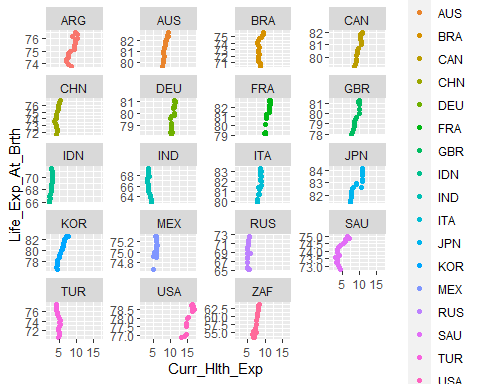 ARG AUS BRA CAN
76
75
74
82
81
80
75
74
73
72
71
82
81
80
CHN DEU FRA GBR
76
75
74
73
72
81
80
79
82
81
80
79
81
80
79
78
IDN IND ITA JPN
70
68
66
68
66
64
83
82
81
80
84
83
82
KOR MEX RUS SAU
82
80
78
75.2
75.0
74.8
73
71
69
67
65
75.0
74.5
74.0
73.5
73.0
5 10 15
TUR USA ZAF
76
74
72
78.5
78.0
77.5
77.0
62.5
60.0
57.5
55.0
5 10 15 5 10 15 5 10 15
Curr_Hlth_Exp
Life_Exp_At_Brth
AUS
BRA
CAN
CHN
DEU
FRA
GBR
IDN
IND
ITA
JPN
KOR
MEX
RUS
SAU
TUR
USA